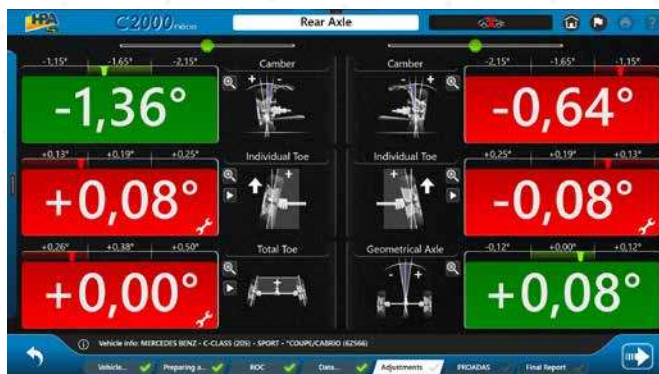 HPA C2000 Rear Axle
-1,15° -1,65° -2,15° Camber Camber -2,15° -1,65° -1,15°
-1,36° + - + - -0,64°
+0,13° +0,19° +0,25° Individual Toe Individual Toe +0,25° +0,19° +0,13°
+0,08° + + -0,08°
+0,26° +0,38° +0,50° Total Toe Geometrical Axle -0,12° +0,00° +0,12°
+0,00° + + +0,08°
Vehicle info: MERCEDES BENZ - C-CLASS (205) - SPORT - *COUPE/CABRIO (62566)
Vehicle... Preparing a... ROC Data... Adjustments PROADAS Final Report